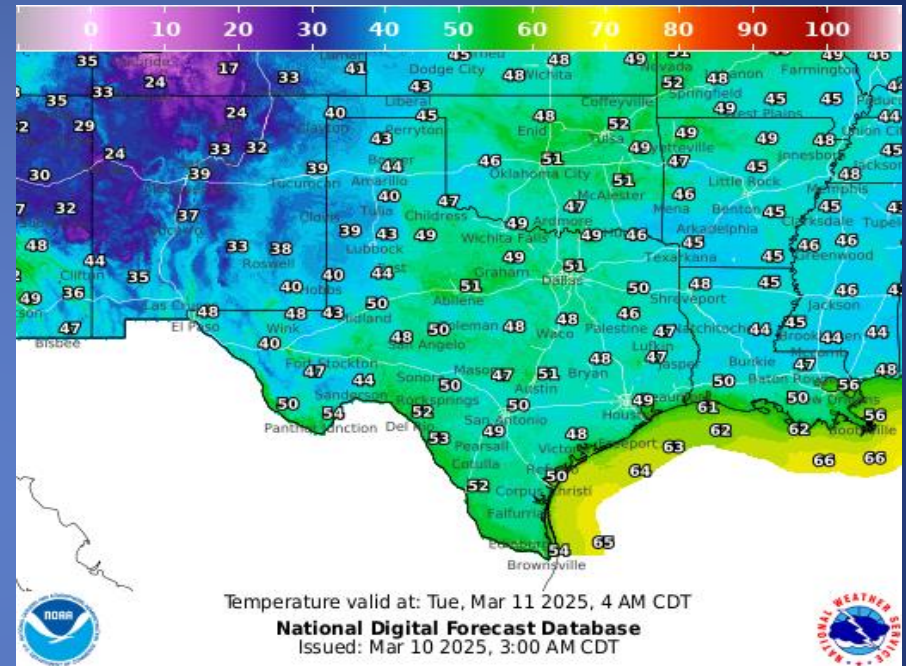 0 10 20 30 40 50 60 70 80 90 100
35 17 33 41 45 48 49 49 46
Dodge City Wichita Nevada Farmington
24 33 43 48 52 48
Liberal Coffeyville Springfield West Plains
35 29 24 40 45 48 52 49 45 45 44
Clayton Perryton Enid Tulsa Fayetteville Union City
24 33 32 43 49 49 49 48 45
30 39 39 44 46 51 47 45 48
Tucumcari Amarillo Oklahoma City Little Rock Jonesboro Jackson
40 51 Memphis
32 37 Tulia 47 Childress McAlester 47 46 Mena Benton 45 45 Clarksdale
Clovis Ardmore Arkadelphia
48 33 38 39 43 49 49 49 46 45 46 46
Roswell Lubbock Wichita Falls Texarkana Greenwood
44 35 40 44 49 51 45
Clifton Hobbs Graham Dallas
49 36 40 50 51 50 48 45 46
Las Cruces Midland Abilene Shreveport Jackson
47 48 48 43 48 50 48 48 46 47 44 45 44 44
Bisbee El Paso Wink San Angelo Coleman Waco Palestine Natchitoches Brookhaven
40 Lufkin McComb
Fort Stockton 47 44 Sonora Mason 47 51 48 47 Jasper Bunkie 47 48
Sanderson 50 Austin Bryan 50 Baton Rouge 56
50 54 Rocksprings 52 50 49 61 50 New Orleans
Panther Junction Del Rio San Antonio Beaumont 56
53 49 48 Freeport 62 62 Boothville
Pearsall Victoria 63
Cotulla Refugio 50 64 66 66
52 Corpus Christi
Falfurrias
Edinburg 54 65
Brownsville
Temperature valid at: Tue, Mar 11 2025, 4 AM CDT
National Digital Forecast Database
Issued: Mar 10 2025, 3:00 AM CDT
NOAA
NATIONAL WEATHER SERVICE